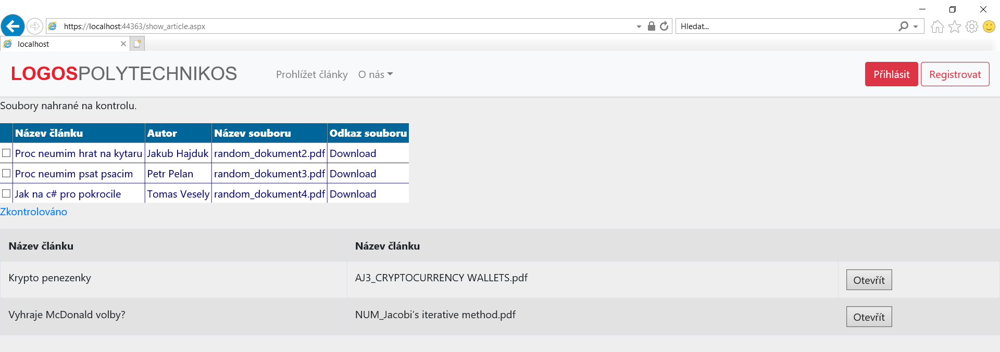 https://localhost:44363/show_article.aspx
Hledat...
localhost
LOGOSPOLYTECHNIKOS Prohlížet články O nás Přihlásit Registrovat
Soubory nahrané na kontrolu.
Název článku Autor Název souboru Odkaz souboru
Proc neumim hrat na kytaru Jakub Hajduk random_dokument2.pdf Download
Proc neumim psat psacim Petr Pelan random_dokument3.pdf Download
Jak na c# pro pokrocile Tomas Vesely random_dokument4.pdf Download
Zkontrolováno
Název článku Název článku
Krypto penezenky AJ3_CRYPTOCURRENCY WALLETS.pdf Otevřít
Vyhraje McDonald volby? NUM_Jacobi’s iterative method.pdf Otevřít